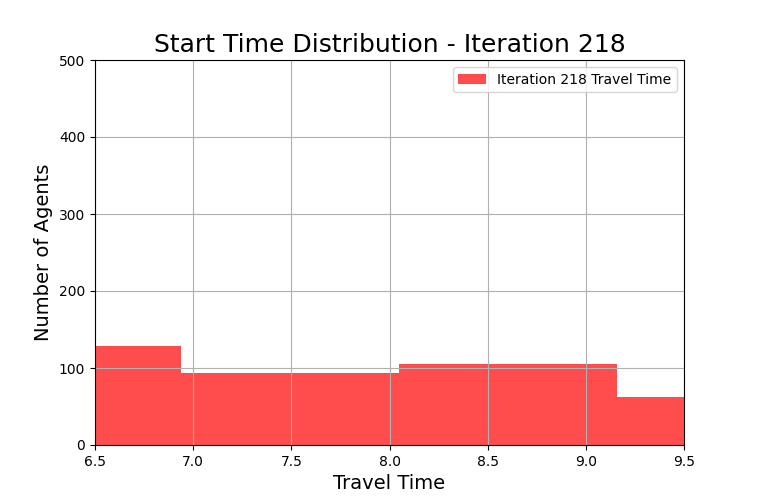 Start Time Distribution - Iteration 218
Iteration 218 Travel Time
Number of Agents
500
400
300
200
100
0
6.5 7.0 7.5 8.0 8.5 9.0 9.5
Travel Time